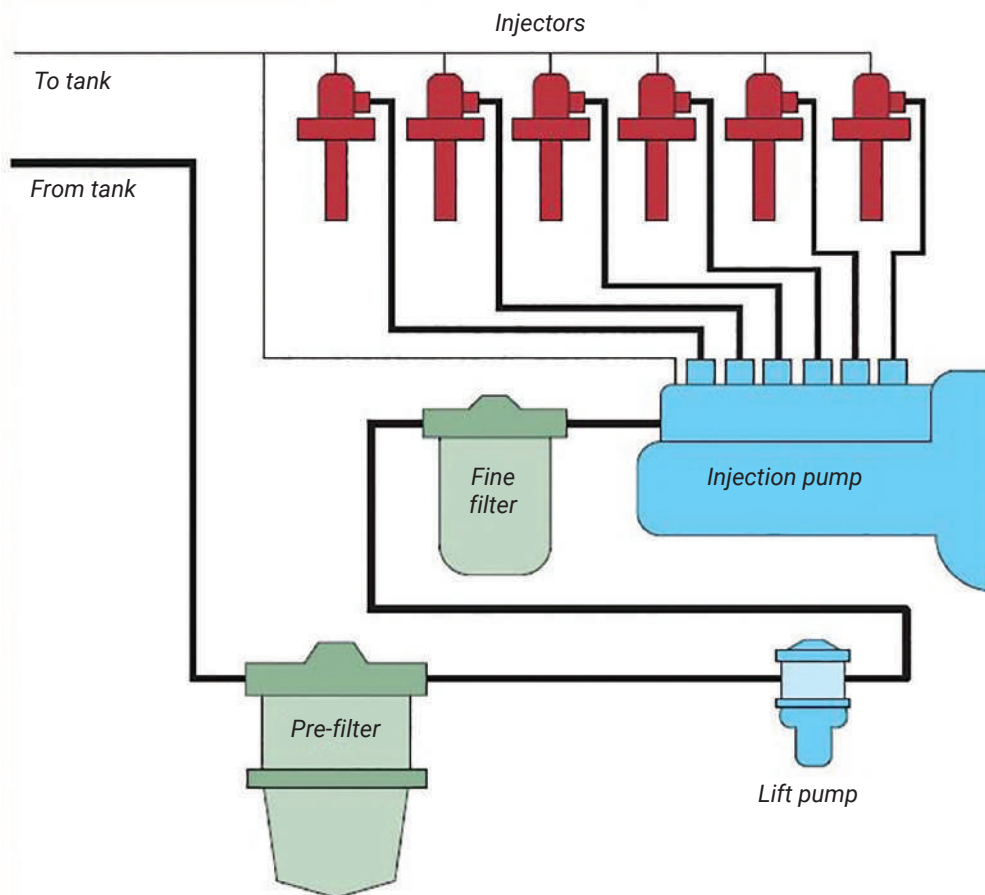 Injectors
To tank
From tank
Fine
filter
Injection pump
Pre-filter
Lift pump